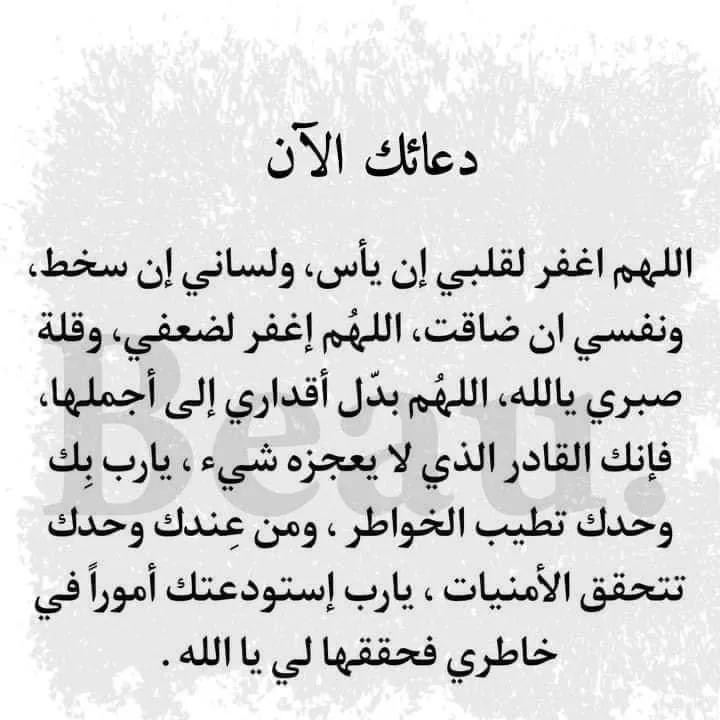 دعائك الآن
اللهم اغفر لقلبي إن يأس، ولساني إن سخط،
ونفسي ان ضاقت، اللهُم إغفر لضعفي، وقلة
صبري يالله، اللهُم بدّل أقداري إلى أجملها،
فإنك القادر الذي لا يعجزه شيء ، يارب بِك
وحدك تطيب الخواطر ، ومن عِندك وحدك
تتحقق الأمنيات ، يارب إستودعتك أموراً في
خاطري فحققها لي يا الله .
Beau.